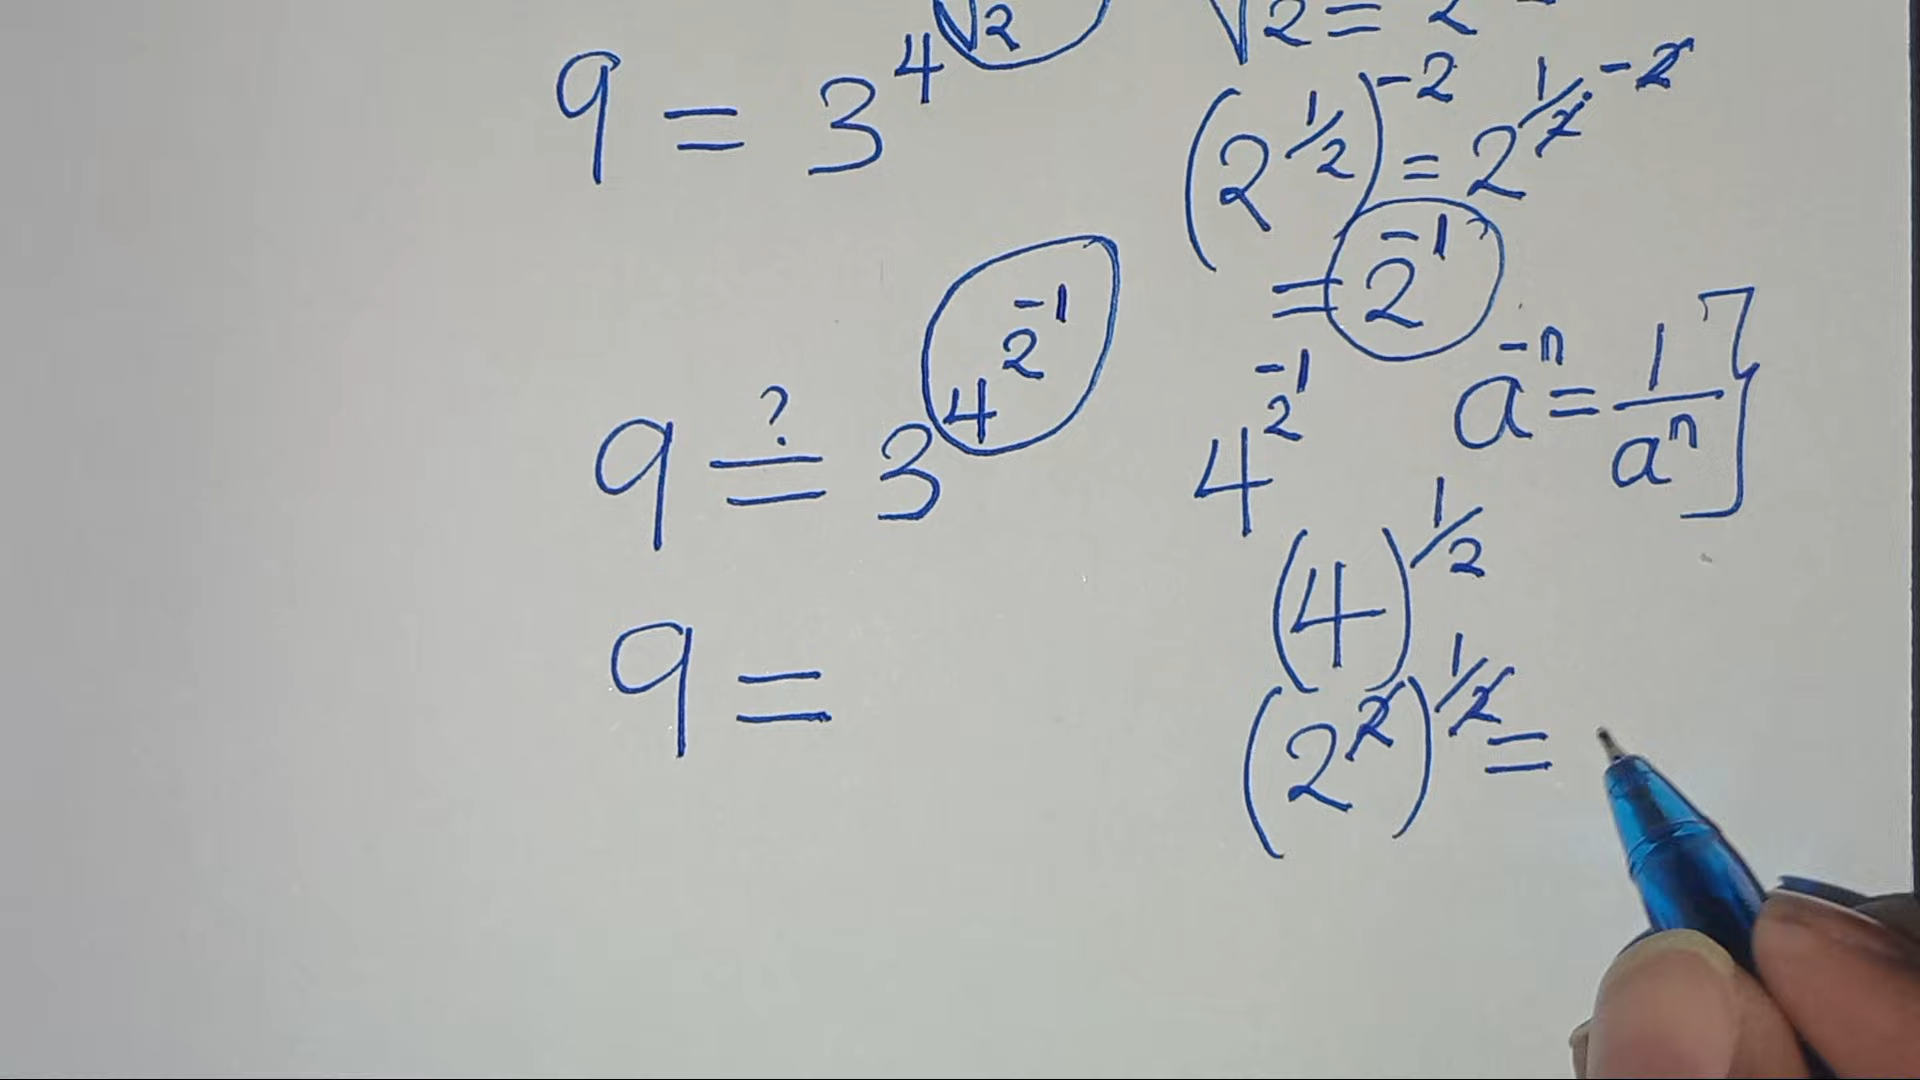 9 = 3^4^√2
√2 = 2
(2^1/2)^-2 = 2^1/2·-2
= 2^-1
9 ?= 3^4^2^-1
4^2^-1
a^-n = 1/a^n ]
(4)^1/2
9 =
(2^2)^1/2 =